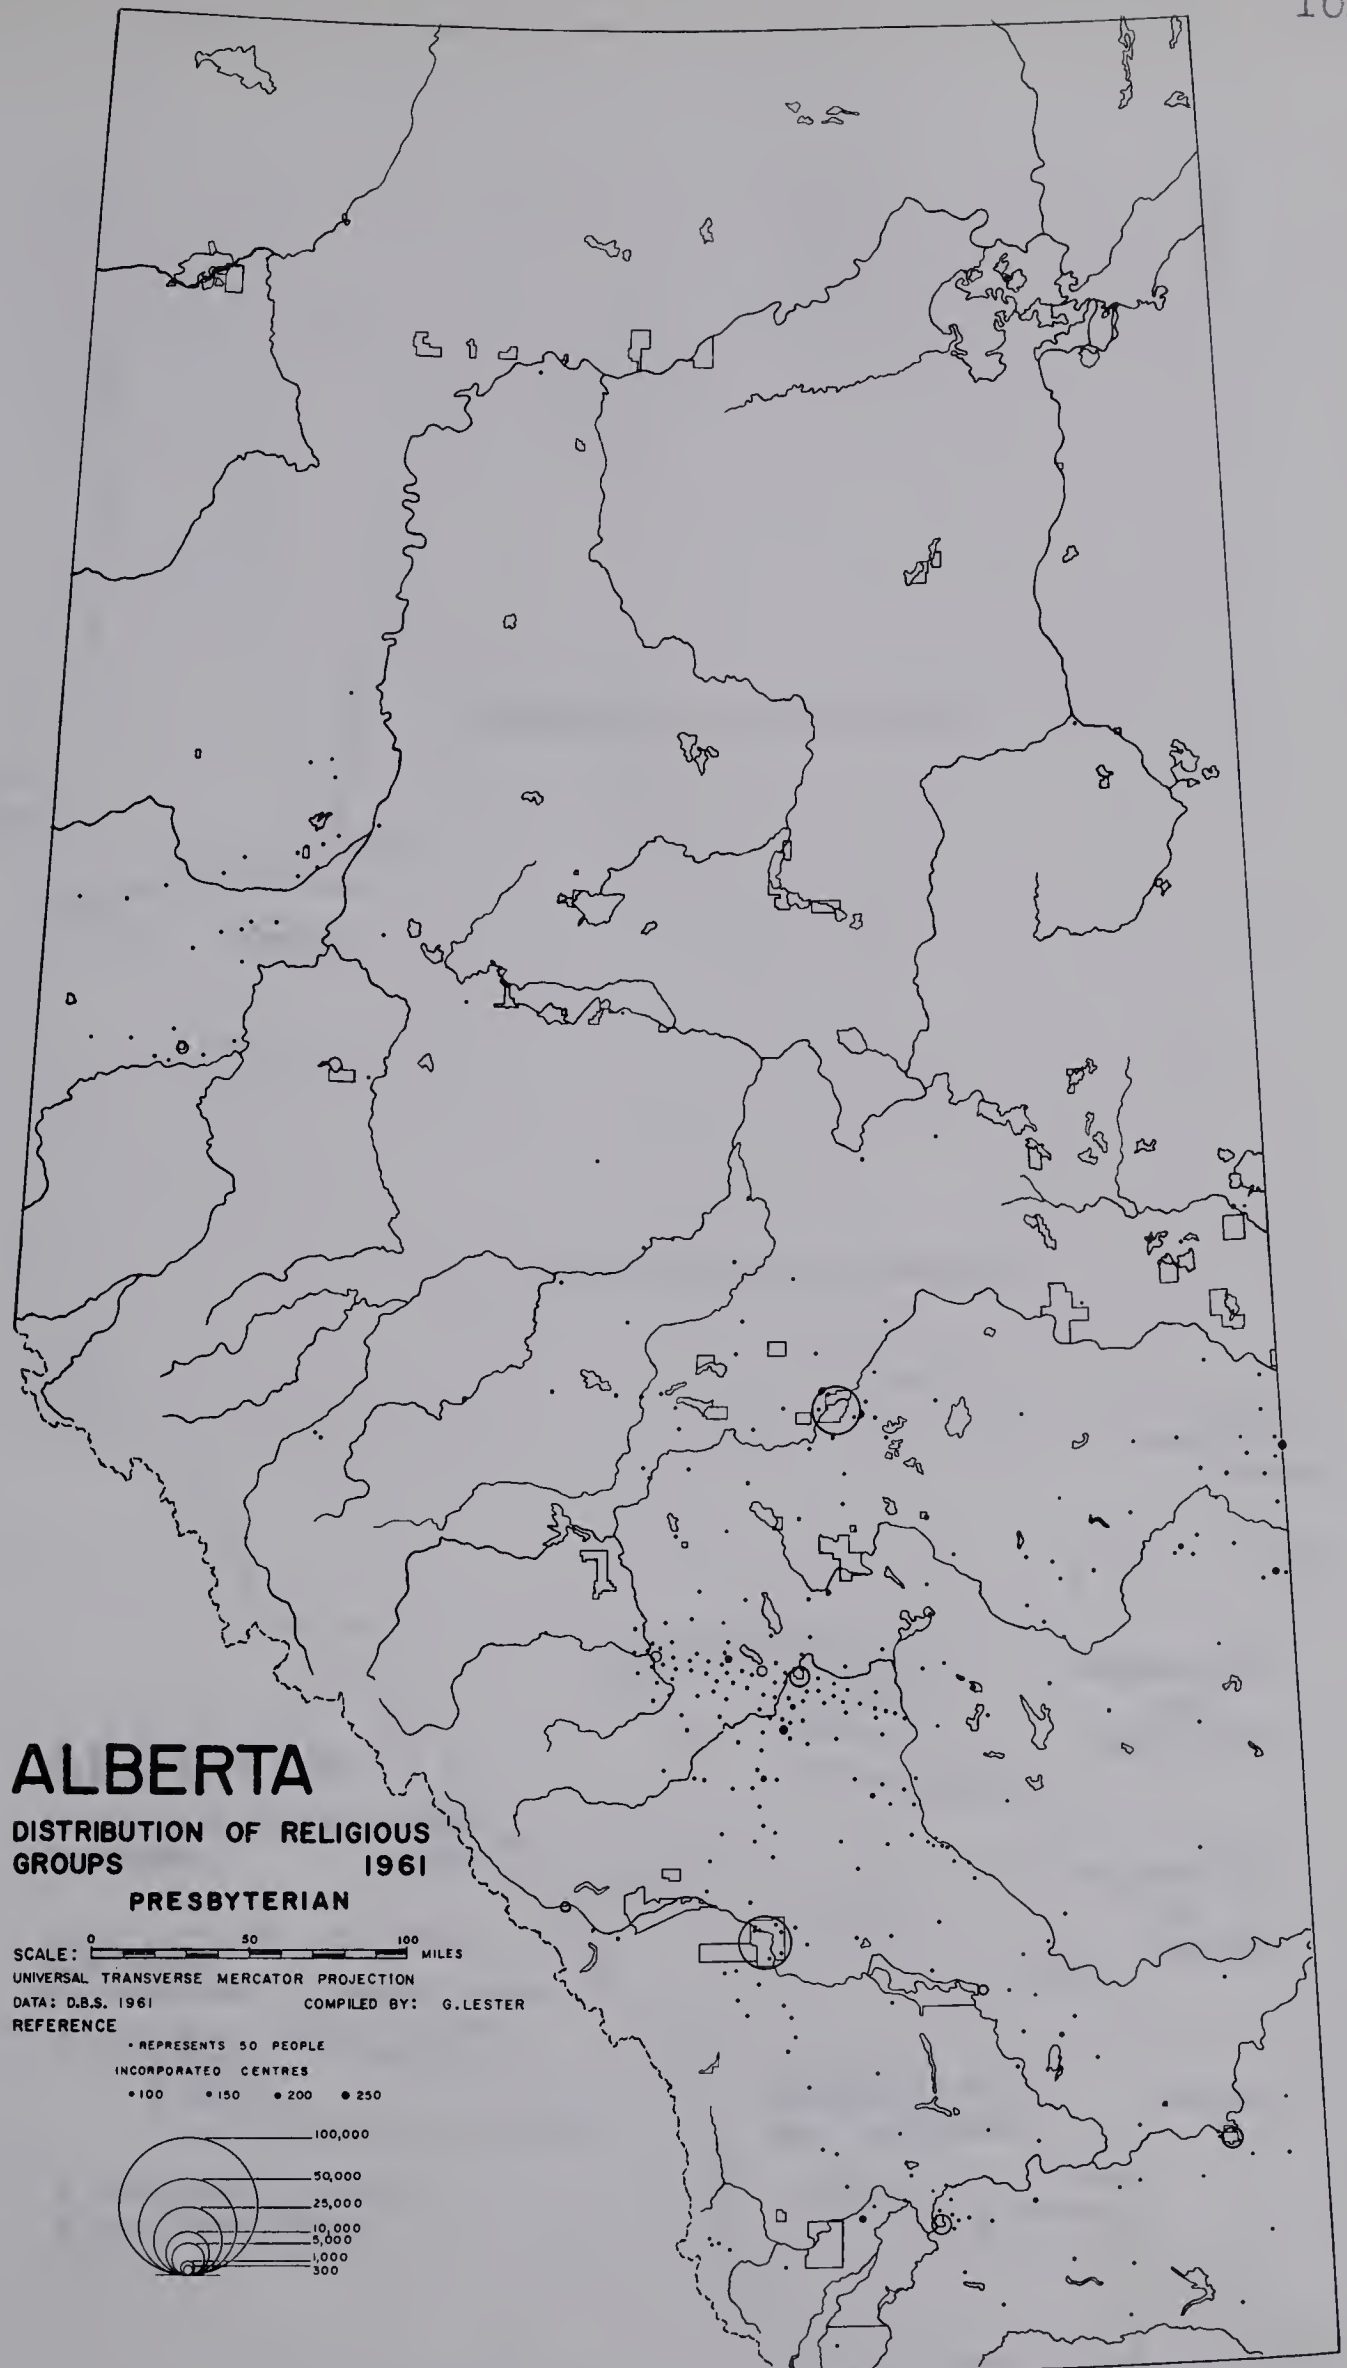 10
ALBERTA
DISTRIBUTION OF RELIGIOUS
GROUPS 1961
PRESBYTERIAN
0 50 100
SCALE: MILES
UNIVERSAL TRANSVERSE MERCATOR PROJECTION
DATA: D.B.S. 1961 COMPILED BY: G.LESTER
REFERENCE
• REPRESENTS 50 PEOPLE
INCORPORATED CENTRES
•100 •150 •200 •250
100,000
50,000
25,000
10,000
5,000
1,000
300